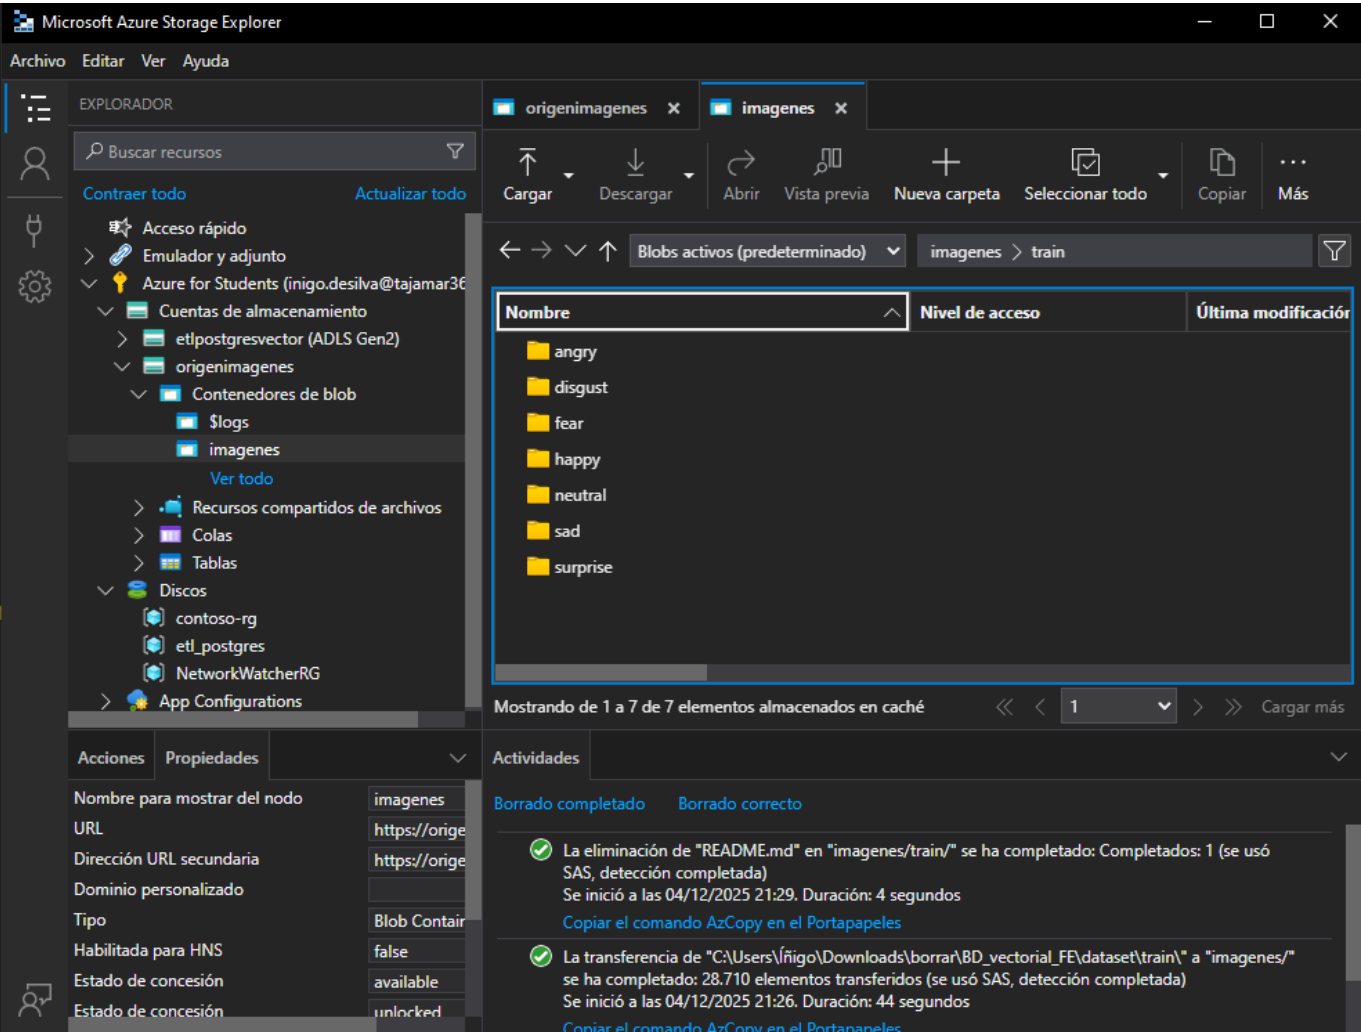 Microsoft Azure Storage Explorer
Archivo Editar Ver Ayuda
EXPLORADOR
Buscar recursos
Contraer todo Actualizar todo
Acceso rápido
Emulador y adjunto
Azure for Students (inigo.desilva@tajamar36
Cuentas de almacenamiento
etlpostgresvector (ADLS Gen2)
origenimagenes
Contenedores de blob
$logs
imagenes
Ver todo
Recursos compartidos de archivos
Colas
Tablas
Discos
contoso-rg
etl_postgres
NetworkWatcherRG
App Configurations
Acciones Propiedades
Nombre para mostrar del nodo imagenes
URL https://orige
Dirección URL secundaria https://orige
Dominio personalizado
Tipo Blob Contair
Habilitada para HNS false
Estado de concesión available
Estado de concesión unlocked
origenimagenes imagenes
Cargar Descargar Abrir Vista previa Nueva carpeta Seleccionar todo Copiar Más
Blobs activos (predeterminado) imagenes > train
Nombre Nivel de acceso Última modificación
angry
disgust
fear
happy
neutral
sad
surprise
Mostrando de 1 a 7 de 7 elementos almacenados en caché 1 Cargar más
Actividades
Borrado completado Borrado correcto
La eliminación de "README.md" en "imagenes/train/" se ha completado: Completados: 1 (se usó
SAS, detección completada)
Se inició a las 04/12/2025 21:29. Duración: 4 segundos
Copiar el comando AzCopy en el Portapapeles
La transferencia de "C:\Users\Íñigo\Downloads\borrar\BD_vectorial_FE\dataset\train\" a "imagenes/"
se ha completado: 28.710 elementos transferidos (se usó SAS, detección completada)
Se inició a las 04/12/2025 21:26. Duración: 44 segundos
Copiar el comando AzCopy en el Portapapeles